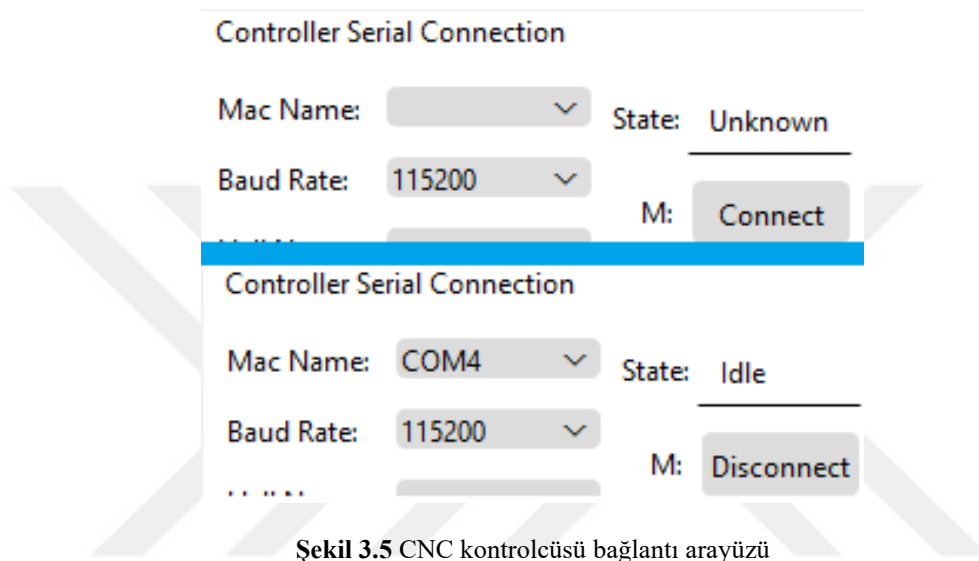 Controller Serial Connection
Mac Name:
State: Unknown
Baud Rate: 115200
M: Connect
Controller Serial Connection
Mac Name: COM4
State: Idle
Baud Rate: 115200
M: Disconnect
Şekil 3.5 CNC kontrolcüsü bağlantı arayüzü